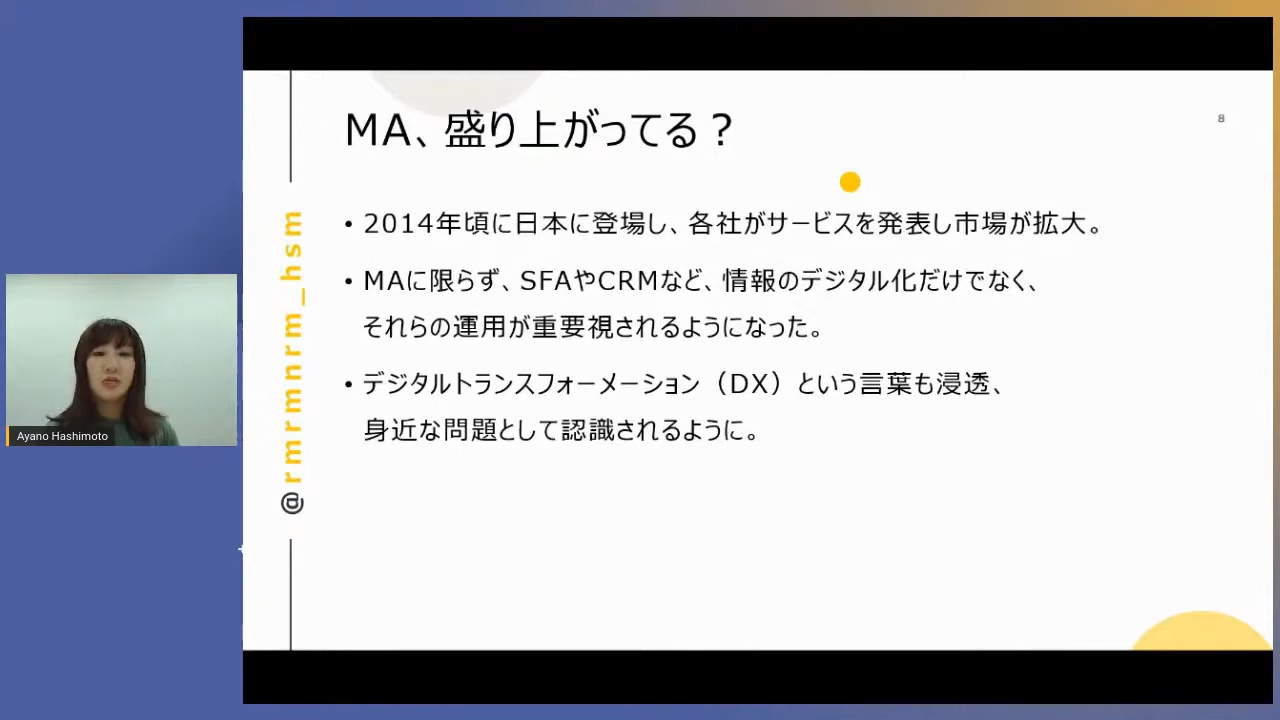 MA、盛り上がってる？
8
• 2014年頃に日本に登場し、各社がサービスを発表し市場が拡大。
• MAに限らず、SFAやCRMなど、情報のデジタル化だけでなく、
それらの運用が重要視されるようになった。
• デジタルトランスフォーメーション（DX）という言葉も浸透、
身近な問題として認識されるように。
@rmrmnrm_hsm
Ayano Hashimoto